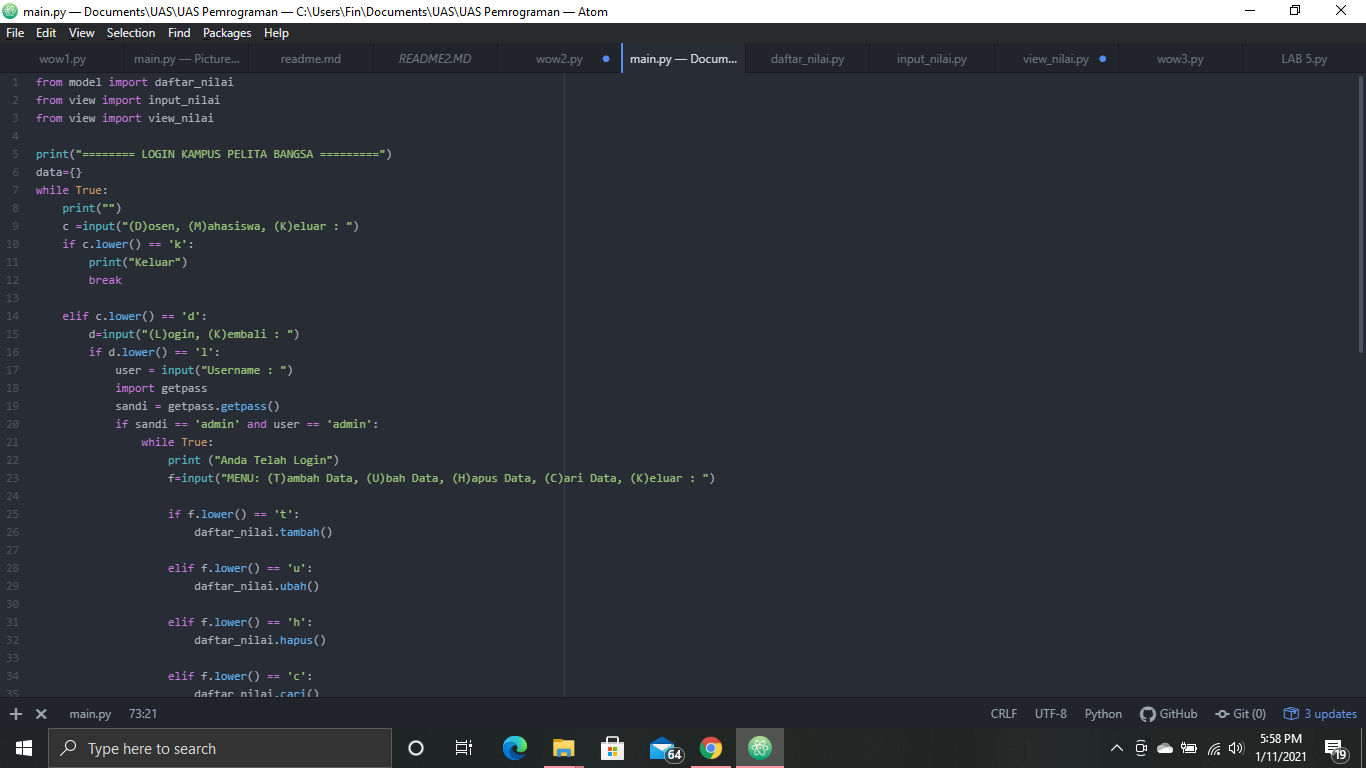 main.py — Documents\UAS\UAS Pemrograman — C:\Users\Fin\Documents\UAS\UAS Pemrograman — Atom
File Edit View Selection Find Packages Help
wow1.py main.py — Picture... readme.md README2.MD wow2.py main.py — Docum... daftar_nilai.py input_nilai.py view_nilai.py wow3.py LAB 5.py
1 from model import daftar_nilai
2 from view import input_nilai
3 from view import view_nilai
4
5 print("======== LOGIN KAMPUS PELITA BANGSA =========")
6 data={}
7 while True:
8     print("")
9     c =input("(D)osen, (M)ahasiswa, (K)eluar : ")
10     if c.lower() == 'k':
11         print("Keluar")
12         break
13
14     elif c.lower() == 'd':
15         d=input("(L)ogin, (K)embali : ")
16         if d.lower() == 'l':
17             user = input("Username : ")
18             import getpass
19             sandi = getpass.getpass()
20             if sandi == 'admin' and user == 'admin':
21                 while True:
22                     print ("Anda Telah Login")
23                     f=input("MENU: (T)ambah Data, (U)bah Data, (H)apus Data, (C)ari Data, (K)eluar : ")
24
25                     if f.lower() == 't':
26                         daftar_nilai.tambah()
27
28                     elif f.lower() == 'u':
29                         daftar_nilai.ubah()
30
31                     elif f.lower() == 'h':
32                         daftar_nilai.hapus()
33
34                     elif f.lower() == 'c':
35                         daftar_nilai.cari()
main.py 73:21 CRLF UTF-8 Python GitHub Git (0) 3 updates
Type here to search 64 5:58 PM
1/11/2021 19